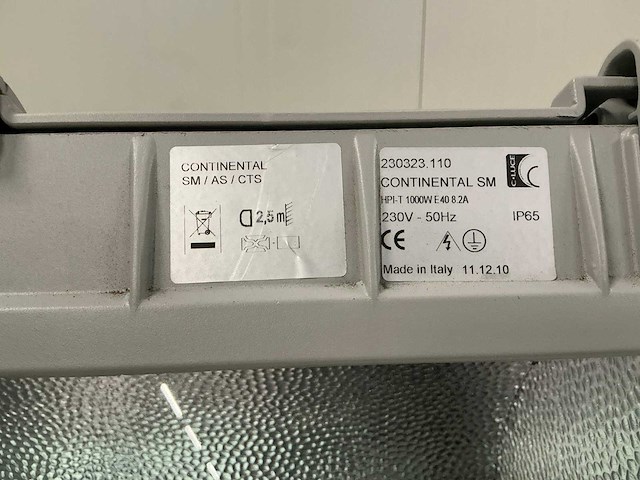 CONTINENTAL
SM / AS / CTS
2,5m
230323.110
C-LUCE
CONTINENTAL SM
HPI-T 1000W E40 8.2A
230V - 50Hz IP65
CE
Made in Italy 11.12.10